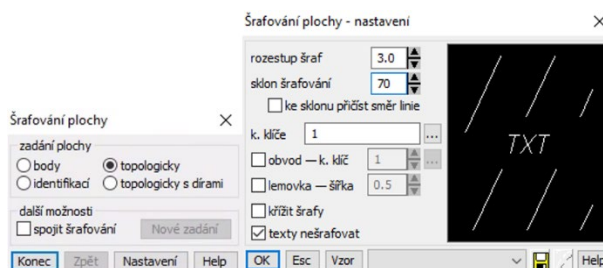 Šrafování plochy
zadání plochy
body
topologicky
identifikací
topologicky s dírami
další možnosti
spojit šrafování
Nové zadání
Konec Zpět Nastavení Help
Šrafování plochy - nastavení
rozestup šraf 3.0
sklon šrafování 70
ke sklonu přičíst směr linie
k. klíče 1 ...
obvod — k. klíč 1 ...
lemovka — šířka 0.5
křížit šrafy
texty nešrafovat
TXT
OK Esc Vzor Help